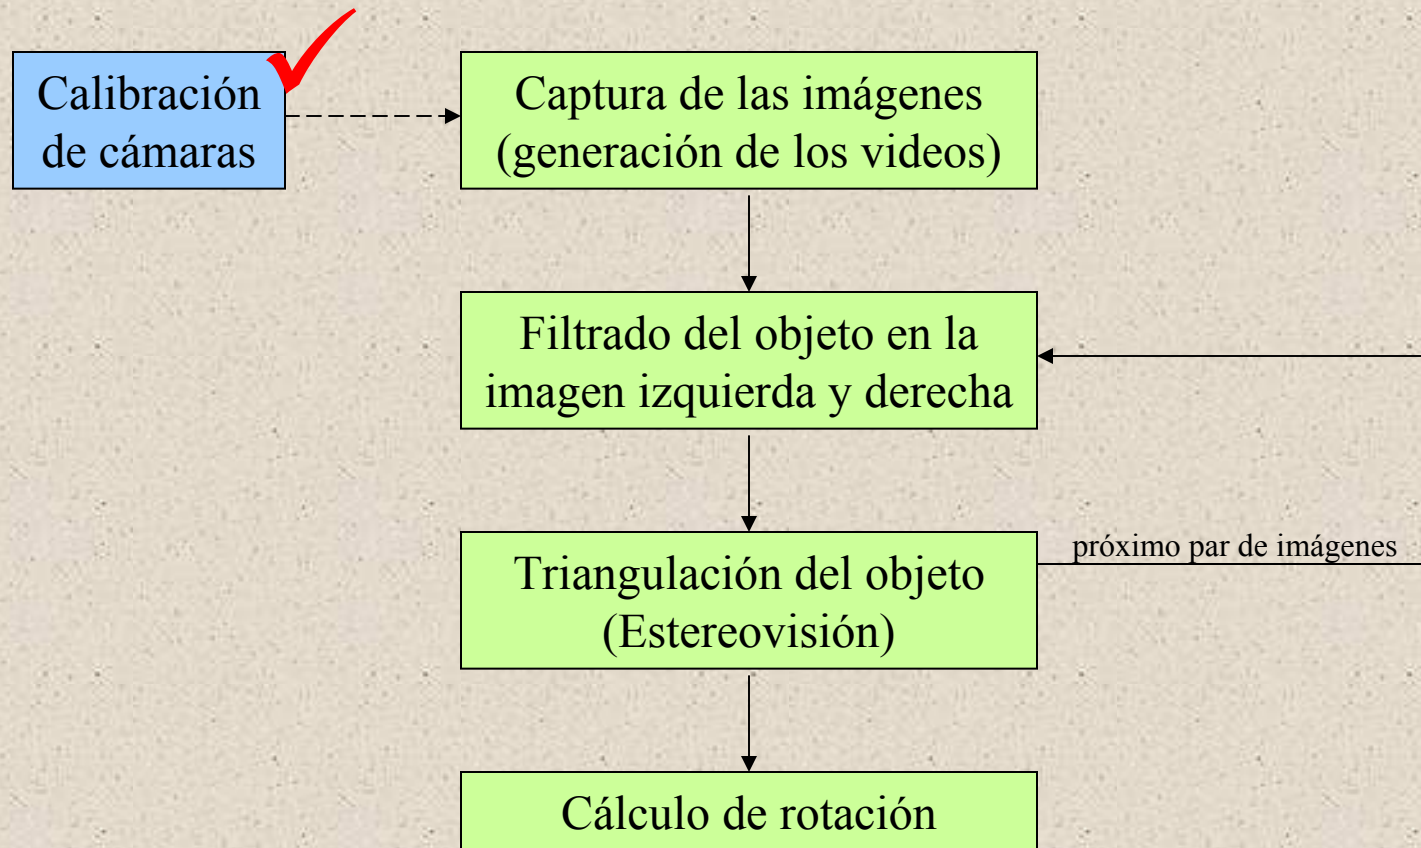 Calibración
de cámaras
Captura de las imágenes
(generación de los videos)
Filtrado del objeto en la
imagen izquierda y derecha
Triangulación del objeto
(Estereovisión)
próximo par de imágenes
Cálculo de rotación